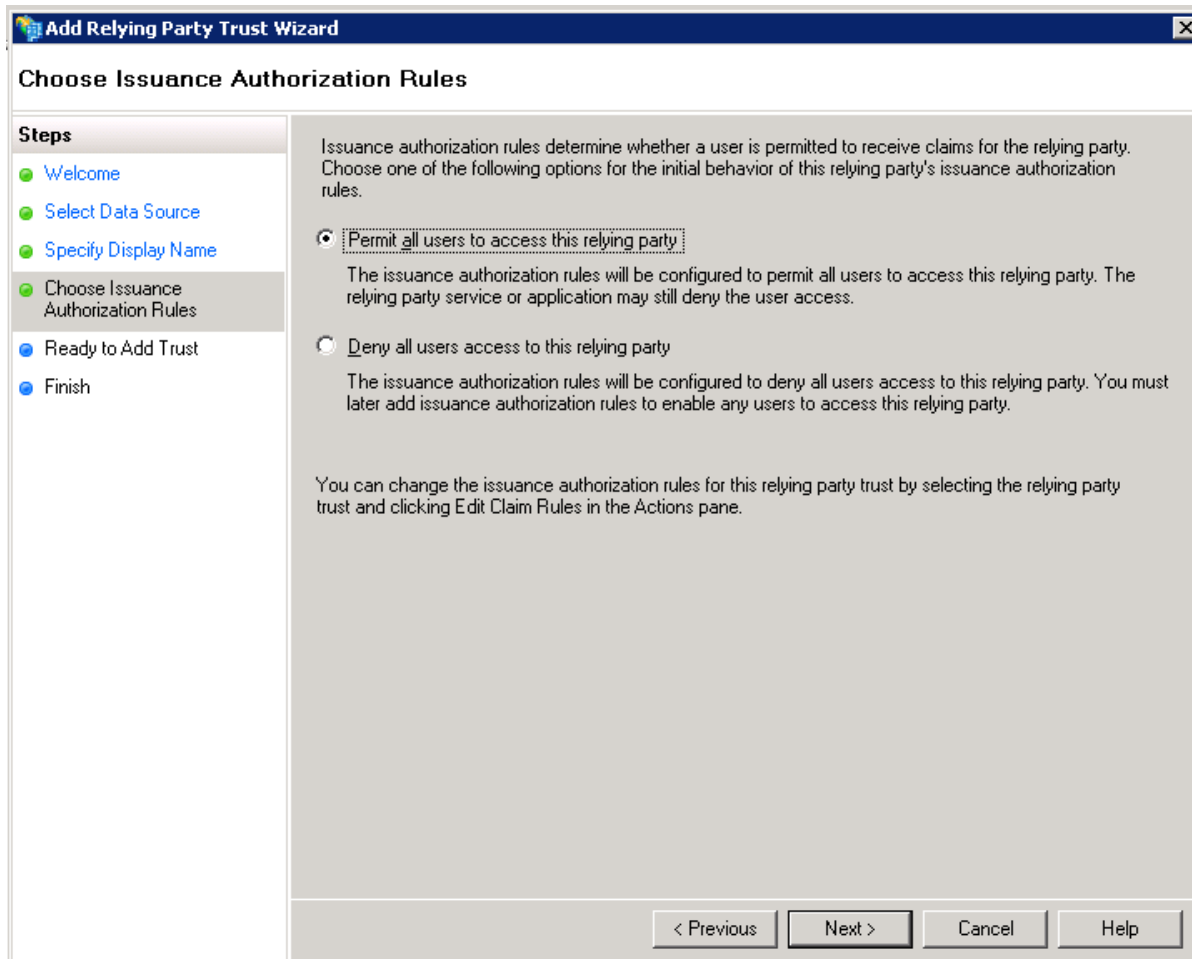 Add Relying Party Trust Wizard
Choose Issuance Authorization Rules
Steps
Welcome
Select Data Source
Specify Display Name
Choose Issuance
Authorization Rules
Ready to Add Trust
Finish
Issuance authorization rules determine whether a user is permitted to receive claims for the relying party.
Choose one of the following options for the initial behavior of this relying party's issuance authorization
rules.
Permit all users to access this relying party
The issuance authorization rules will be configured to permit all users to access this relying party. The
relying party service or application may still deny the user access.
Deny all users access to this relying party
The issuance authorization rules will be configured to deny all users access to this relying party. You must
later add issuance authorization rules to enable any users to access this relying party.
You can change the issuance authorization rules for this relying party trust by selecting the relying party
trust and clicking Edit Claim Rules in the Actions pane.
< Previous
Next >
Cancel
Help